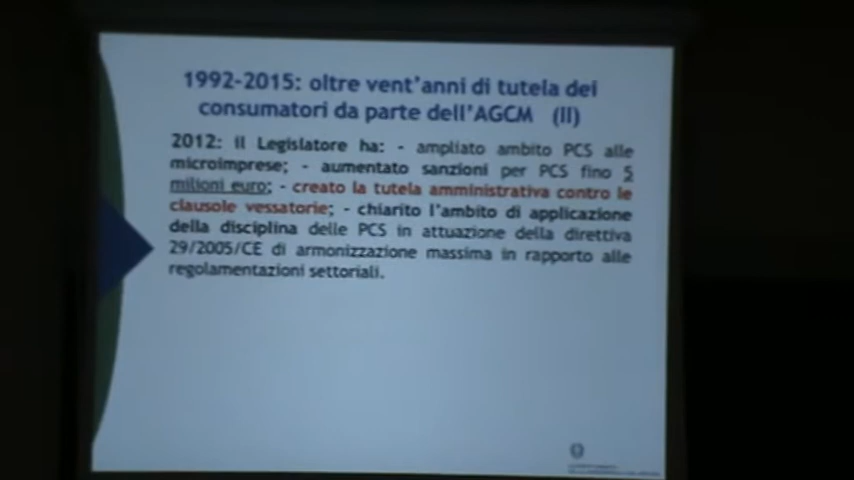 1992-2015: oltre vent'anni di tutela dei
consumatori da parte dell'AGCM (II)
2012: il Legislatore ha: - ampliato ambito PCS alle
microimprese; - aumentato sanzioni per PCS fino 5
milioni euro; - creato la tutela amministrativa contro le
clausole vessatorie; - chiarito l'ambito di applicazione
della disciplina delle PCS in attuazione della direttiva
29/2005/CE di armonizzazione massima in rapporto alle
regolamentazioni settoriali.